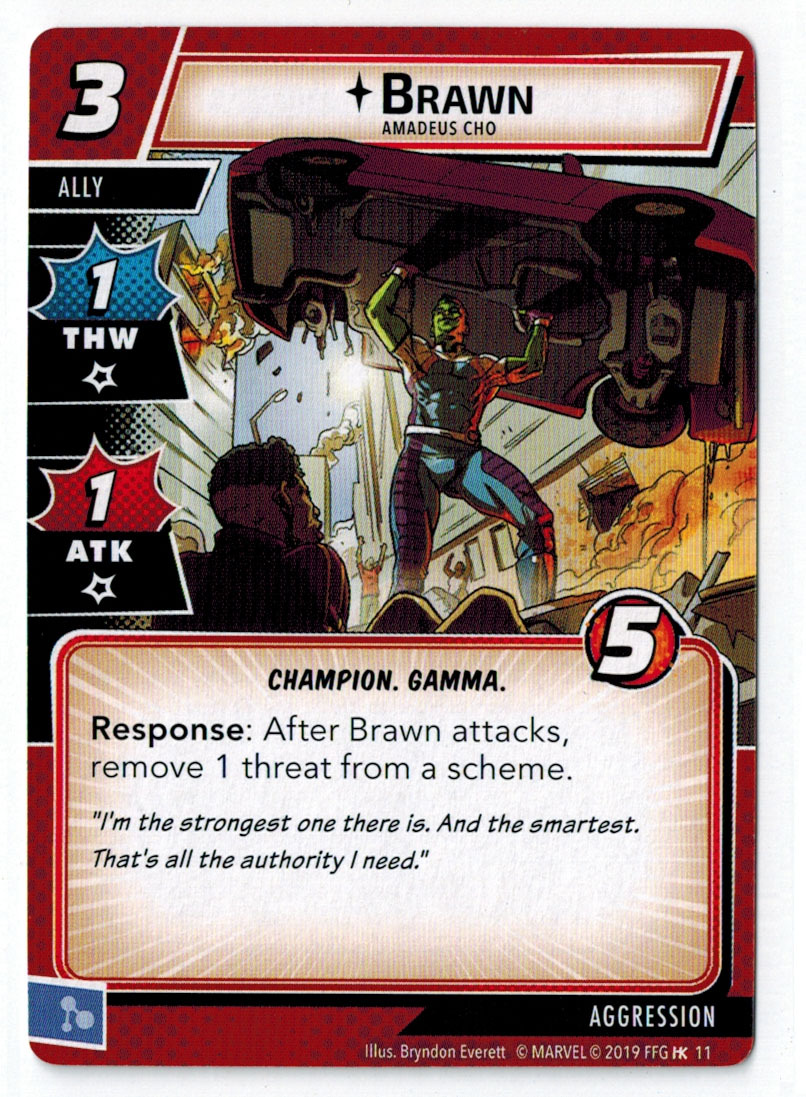 3
BRAWN
AMADEUS CHO
ALLY
1
THW
1
ATK
5
CHAMPION. GAMMA.
Response: After Brawn attacks,
remove 1 threat from a scheme.
"I'm the strongest one there is. And the smartest.
That's all the authority I need."
AGGRESSION
Illus. Bryndon Everett © MARVEL © 2019 FFG HK 11